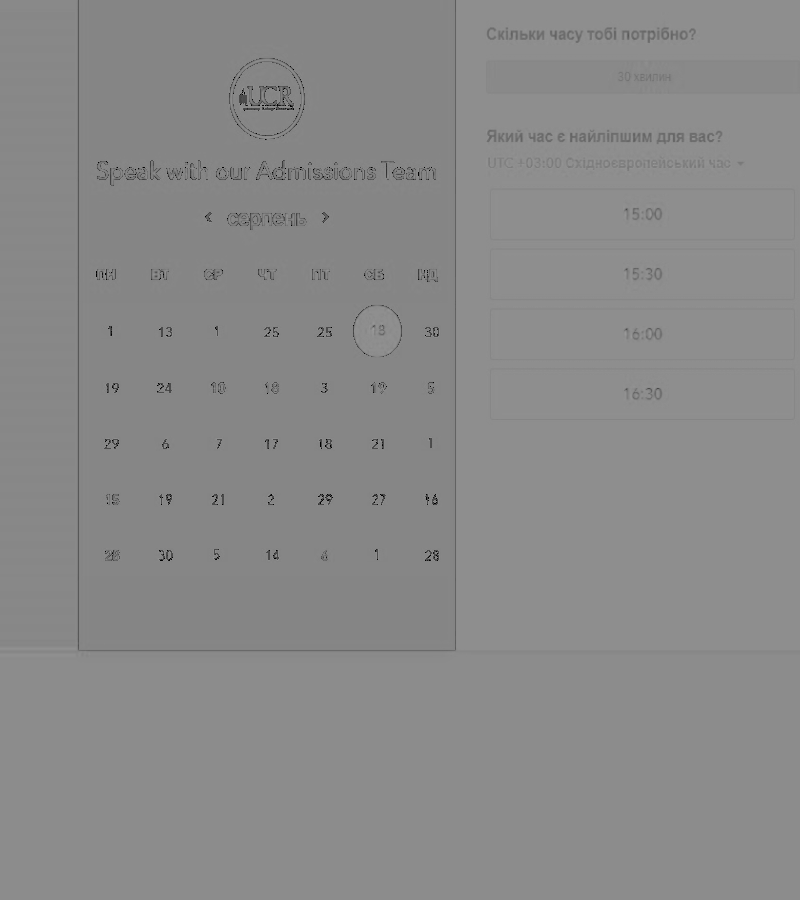 UCR
Speak with our Admissions Team
< серпень >
ПН ВТ СР ЧТ ПТ СБ НД
1 13 1 25 25 18 30
19 24 10 18 3 19 5
29 6 7 17 18 21 1
15 19 21 2 29 27 16
26 30 5 14 6 1 28
Скільки часу тобі потрібно?
30 хвилин
Який час є найліпшим для вас?
UTC +03:00 Східноєвропейський час
15:00
15:30
16:00
16:30